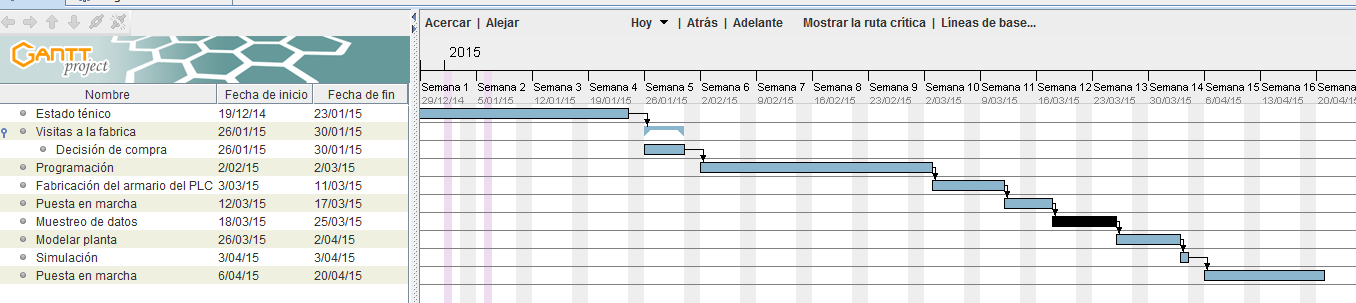 Acercar | Alejar Hoy | Atrás | Adelante Mostrar la ruta crítica | Líneas de base...
GANTT project
2015
Semana 1 Semana 2 Semana 3 Semana 4 Semana 5 Semana 6 Semana 7 Semana 8 Semana 9 Semana 10 Semana 11 Semana 12 Semana 13 Semana 14 Semana 15 Semana 16 Semana
29/12/14 5/01/15 12/01/15 19/01/15 26/01/15 2/02/15 9/02/15 16/02/15 23/02/15 2/03/15 9/03/15 16/03/15 23/03/15 30/03/15 6/04/15 13/04/15 20/04/15
Nombre Fecha de inicio Fecha de fin
Estado ténico 19/12/14 23/01/15
Visitas a la fabrica 26/01/15 30/01/15
Decisión de compra 26/01/15 30/01/15
Programación 2/02/15 2/03/15
Fabricación del armario del PLC 3/03/15 11/03/15
Puesta en marcha 12/03/15 17/03/15
Muestreo de datos 18/03/15 25/03/15
Modelar planta 26/03/15 2/04/15
Simulación 3/04/15 3/04/15
Puesta en marcha 6/04/15 20/04/15